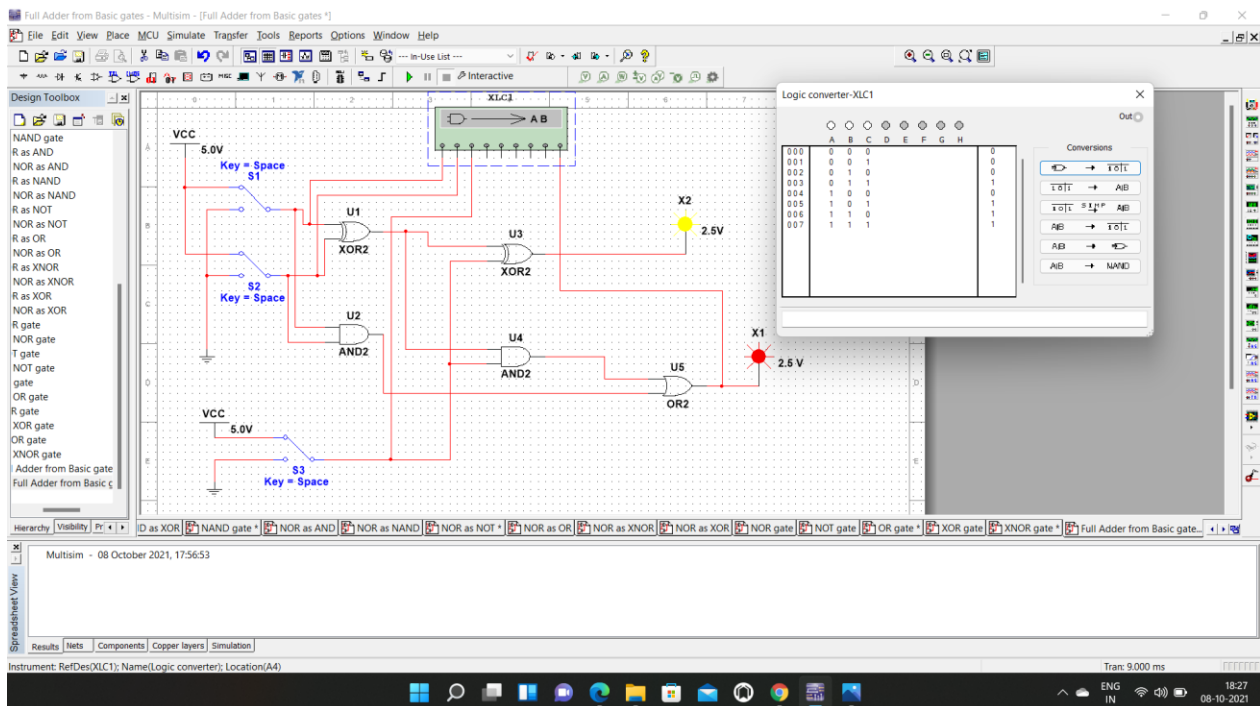 Full Adder from Basic gates - Multisim - [Full Adder from Basic gates *]
File Edit View Place MCU Simulate Transfer Tools Reports Options Window Help
--- In-Use List ---
Interactive
Design Toolbox
NAND gate
R as AND
NOR as AND
R as NAND
NOR as NAND
R as NOT
NOR as NOT
R as OR
NOR as OR
R as XNOR
NOR as XNOR
R as XOR
NOR as XOR
R gate
NOR gate
T gate
NOT gate
gate
OR gate
R gate
XOR gate
OR gate
XNOR gate
Adder from Basic gate
Full Adder from Basic g
Hierarchy Visibility Pr
XLC1
A B
VCC
5.0V
Key = Space
S1
U1
XOR2
S2
Key = Space
U2
AND2
U3
XOR2
X2
2.5V
U4
AND2
X1
2.5 V
U5
OR2
VCC
5.0V
S3
Key = Space
Logic converter-XLC1
Out
A B C D E F G H
000 0 0 0 0
001 0 0 1 0
002 0 1 0 0
003 0 1 1 1
004 1 0 0 0
005 1 0 1 1
006 1 1 0 1
007 1 1 1 1
Conversions
→ 10|1
10|1 → A|B
10|1 SIMP → A|B
A|B → 10|1
A|B →
A|B → NAND
D as XOR NAND gate * NOR as AND NOR as NAND NOR as NOT * NOR as OR NOR as XNOR NOR as XOR NOR gate NOT gate OR gate * XOR gate XNOR gate * Full Adder from Basic gate...
Multisim - 08 October 2021, 17:56:53
Spreadsheet View
Results Nets Components Copper layers Simulation
Instrument: RefDes(XLC1); Name(Logic converter); Location(A4)
Tran: 9.000 ms
ENG
IN
18:27
08-10-2021